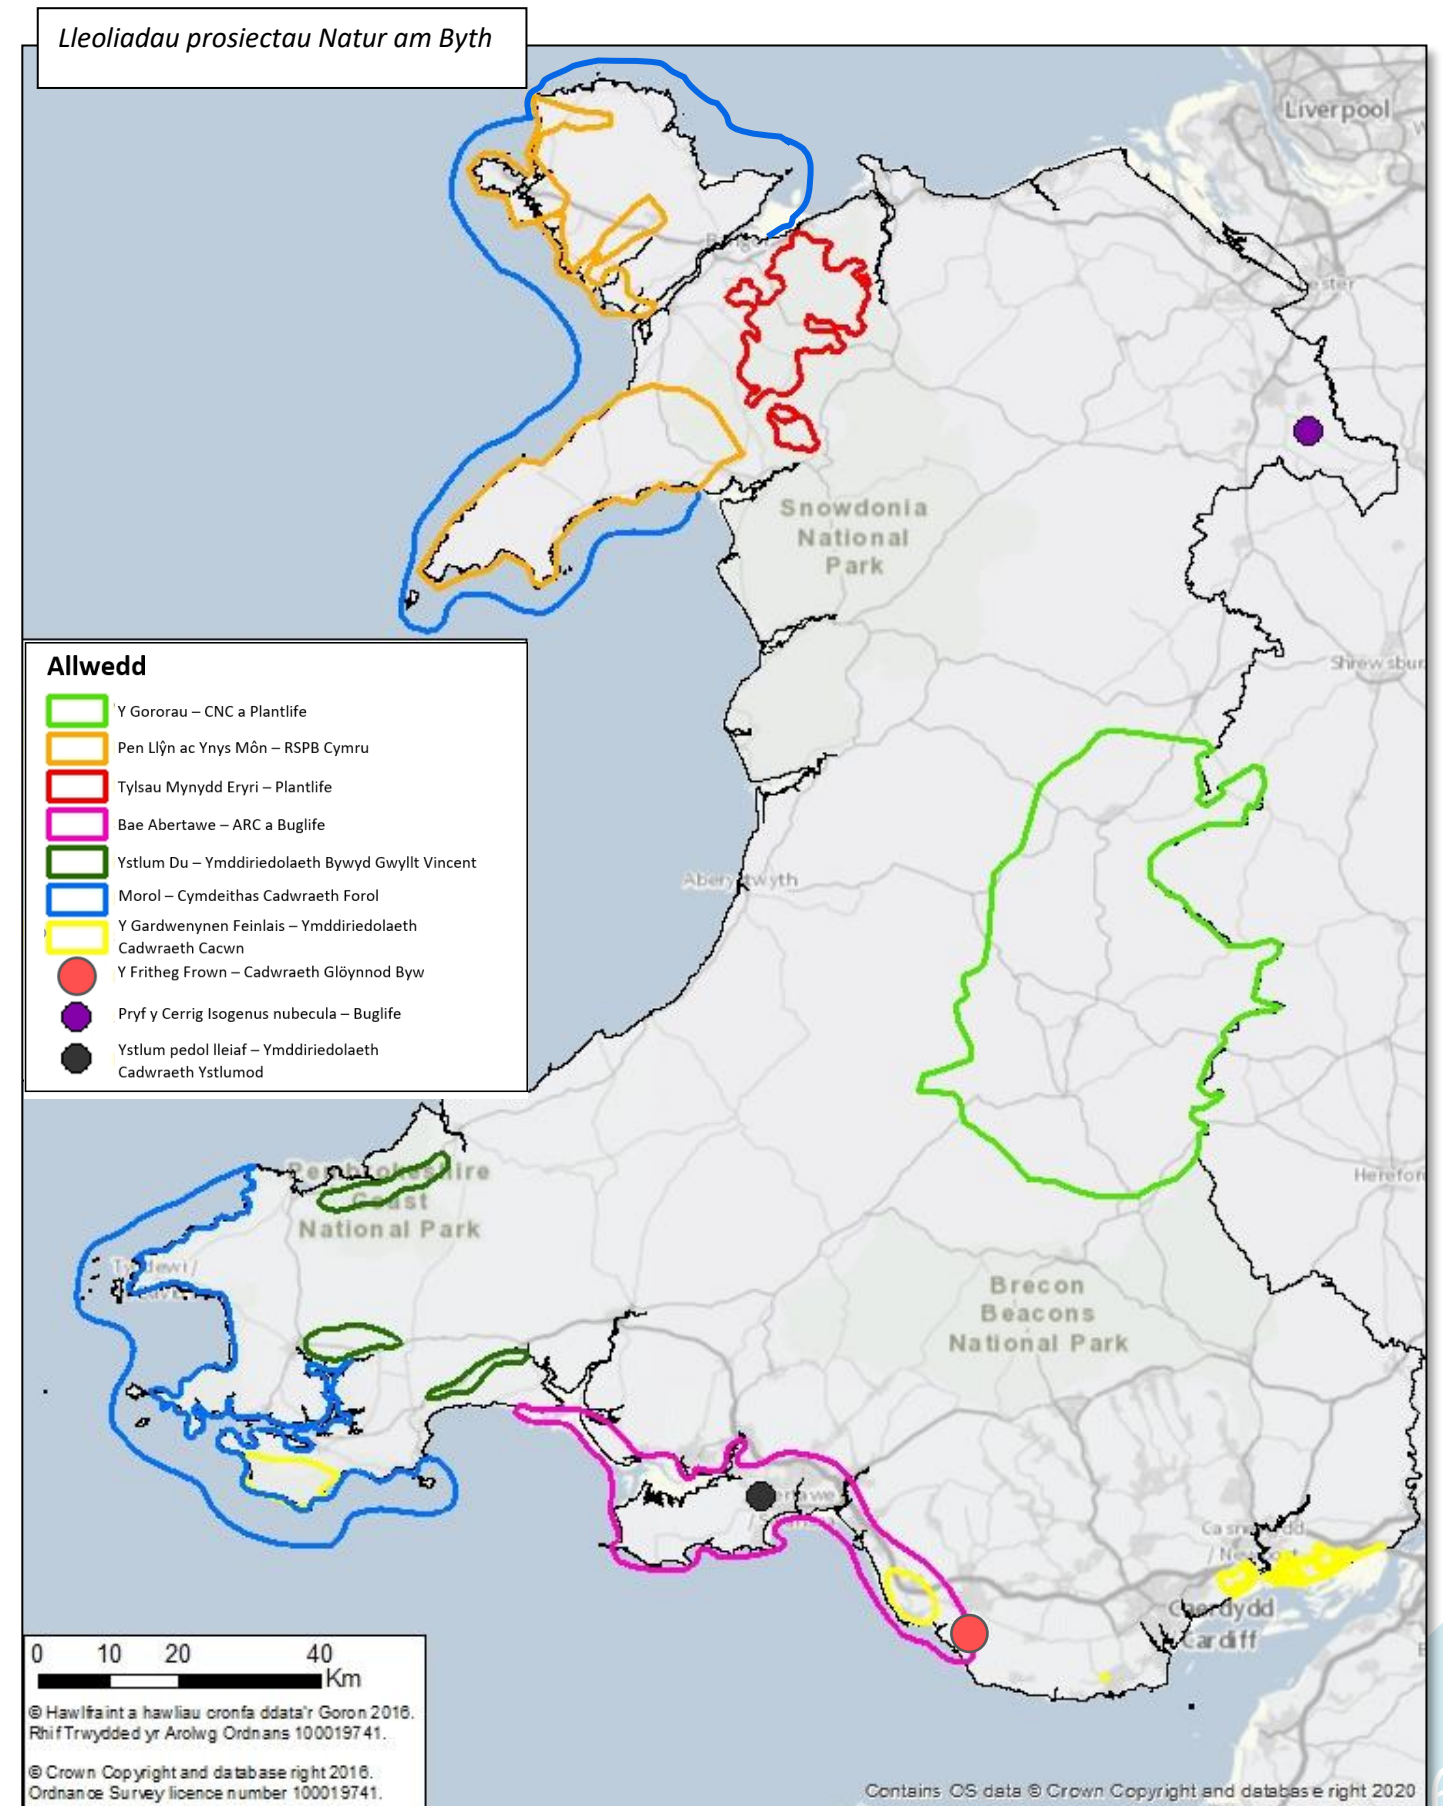 Lleoliadau prosiectau Natur am Byth
Liverpool
Snowdonia
National
Park
Allwedd
Y Gororau – CNC a Plantlife
Pen Llŷn ac Ynys Môn – RSPB Cymru
Tylsau Mynydd Eryri – Plantlife
Bae Abertawe – ARC a Buglife
Ystlum Du – Ymddiriedolaeth Bywyd Gwyllt Vincent
Morol – Cymdeithas Cadwraeth Forol
Y Gardwenynen Feinlais – Ymddiriedolaeth
Cadwraeth Cacwn
Y Fritheg Frown – Cadwraeth Glöynnod Byw
Pryf y Cerrig Isogenus nubecula – Buglife
Ystlum pedol lleiaf – Ymddiriedolaeth
Cadwraeth Ystlumod
Shrewsbur
Aberystwyth
Pembrokeshire
Coast
National Park
Hereford
Brecon
Beacons
National Park
Caerdydd
Cardiff
0 10 20 40
Km
© Hawlfraint a hawliau cronfa ddata'r Goron 2016.
Rhif Trwydded yr Arolwg Ordnans 100019741.
© Crown Copyright and database right 2016.
Ordnance Survey licence number 100019741.
Contains OS data © Crown Copyright and database right 2020